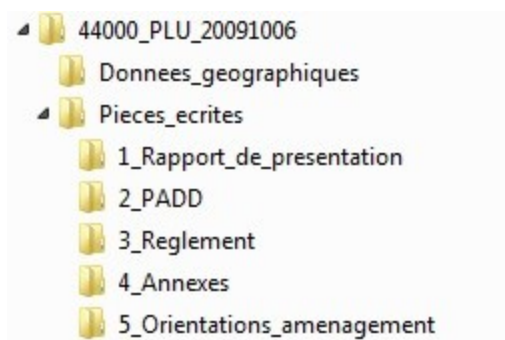 44000_PLU_20091006
Donnees_geographiques
Pieces_ecrites
1_Rapport_de_presentation
2_PADD
3_Reglement
4_Annexes
5_Orientations_amenagement